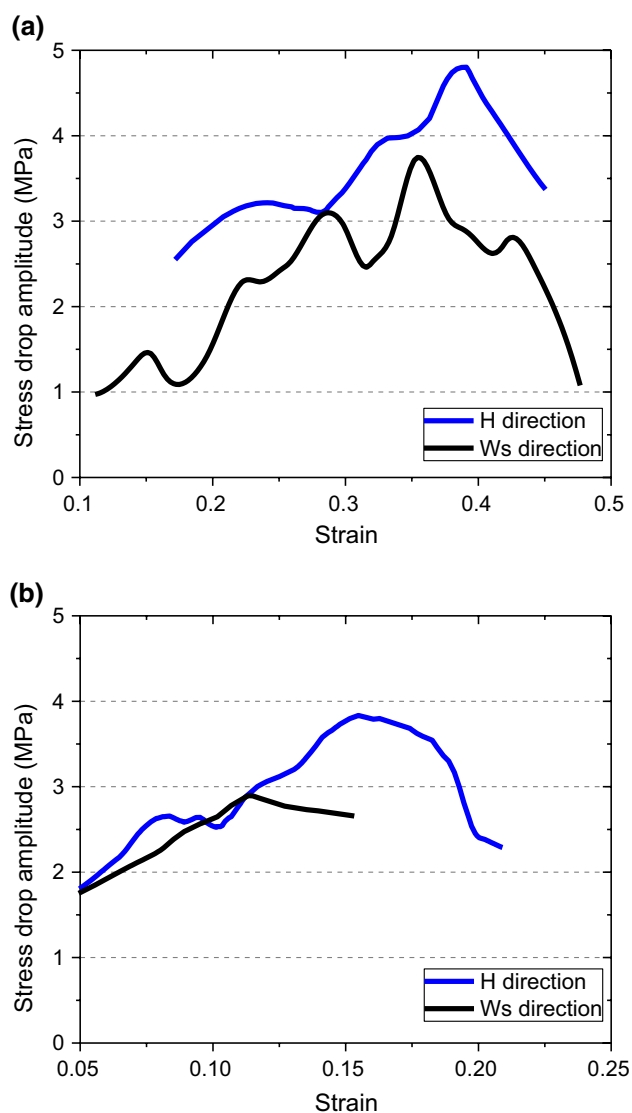 (a)
5
4
3
2
1
0
Stress drop amplitude (MPa)
H direction
Ws direction
0.1 0.2 0.3 0.4 0.5
Strain
(b)
5
4
3
2
1
0
Stress drop amplitude (MPa)
H direction
Ws direction
0.05 0.10 0.15 0.20 0.25
Strain